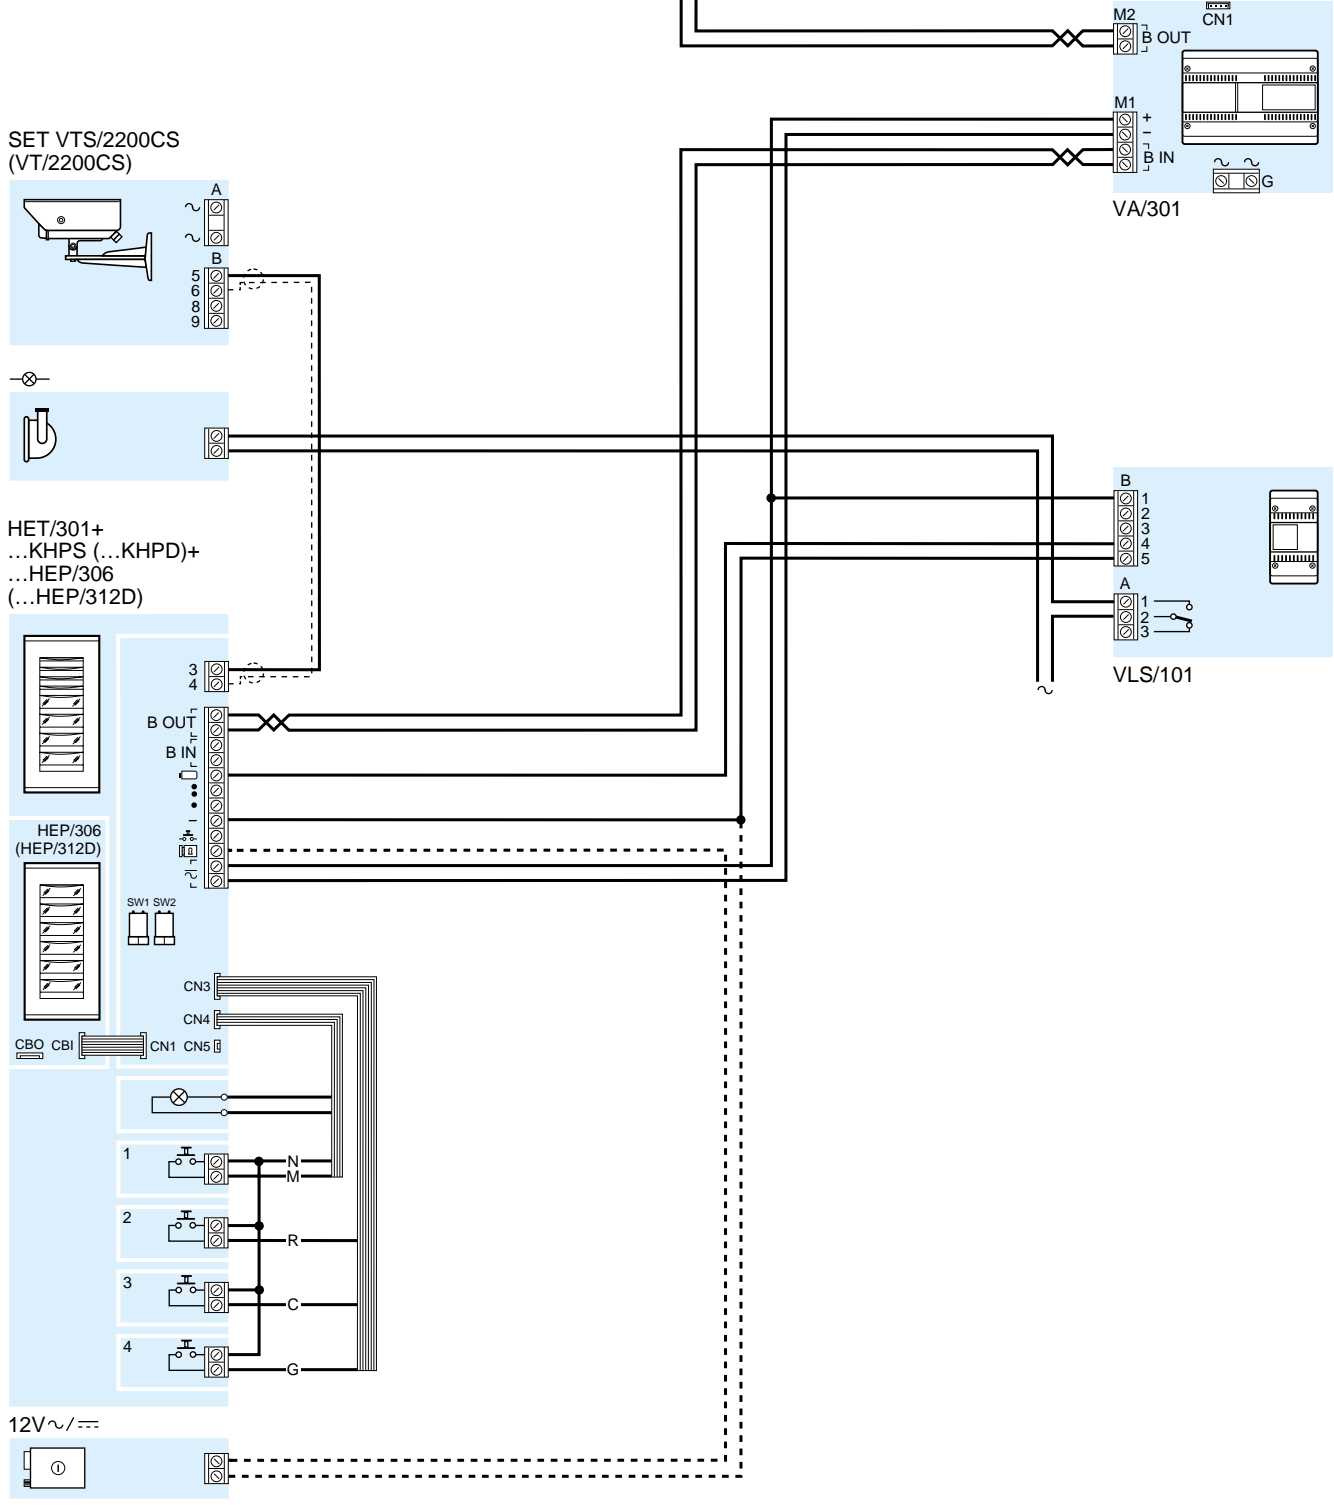 M2
CN1
B OUT
M1
+
−
B IN
G
VA/301
SET VTS/2200CS
(VT/2200CS)
A
B
5
6
8
9
HET/301+
…KHPS (…KHPD)+
…HEP/306
(…HEP/312D)
B
1
2
3
4
5
A
1
2
3
VLS/101
3
4
B OUT
B IN
−
HEP/306
(HEP/312D)
SW1 SW2
CN3
CN4
CBO CBI CN1 CN5
1
N
M
2
R
3
C
4
G
12V~/⎓